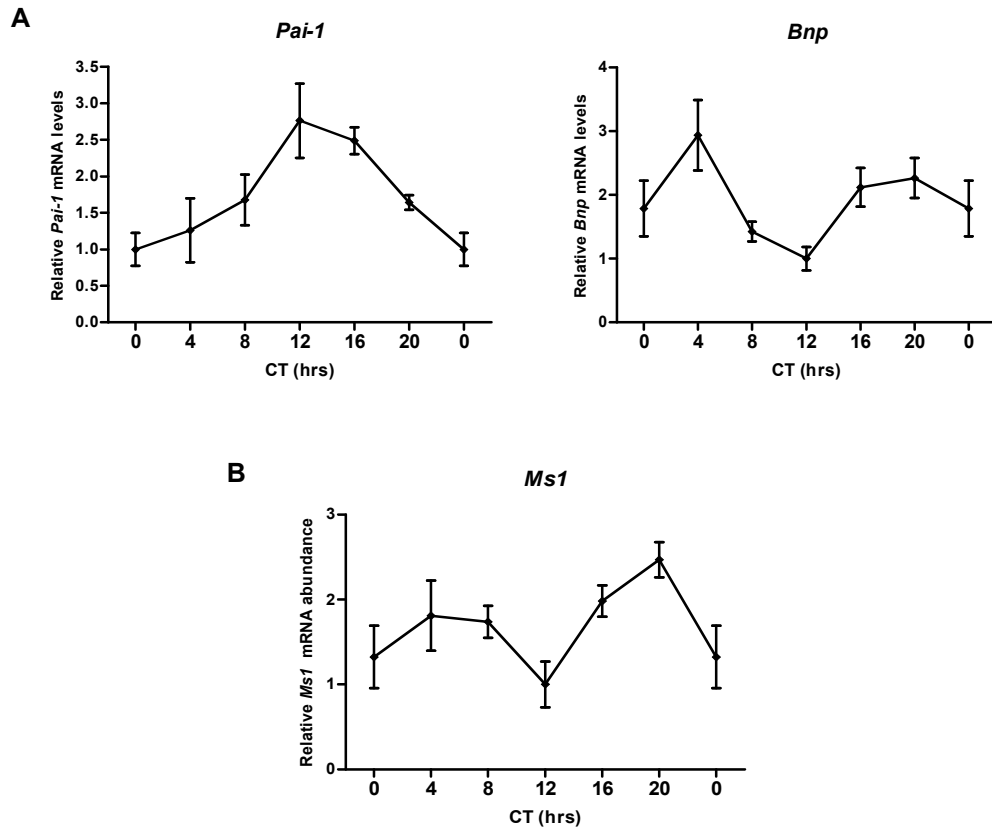 A
Pai-1
Relative Pai-1 mRNA levels
3.5
3.0
2.5
2.0
1.5
1.0
0.5
0.0
0 4 8 12 16 20 0
CT (hrs)
Bnp
Relative Bnp mRNA levels
4
3
2
1
0
0 4 8 12 16 20 0
CT (hrs)
B
Ms1
Relative Ms1 mRNA abundance
3
2
1
0
0 4 8 12 16 20 0
CT (hrs)